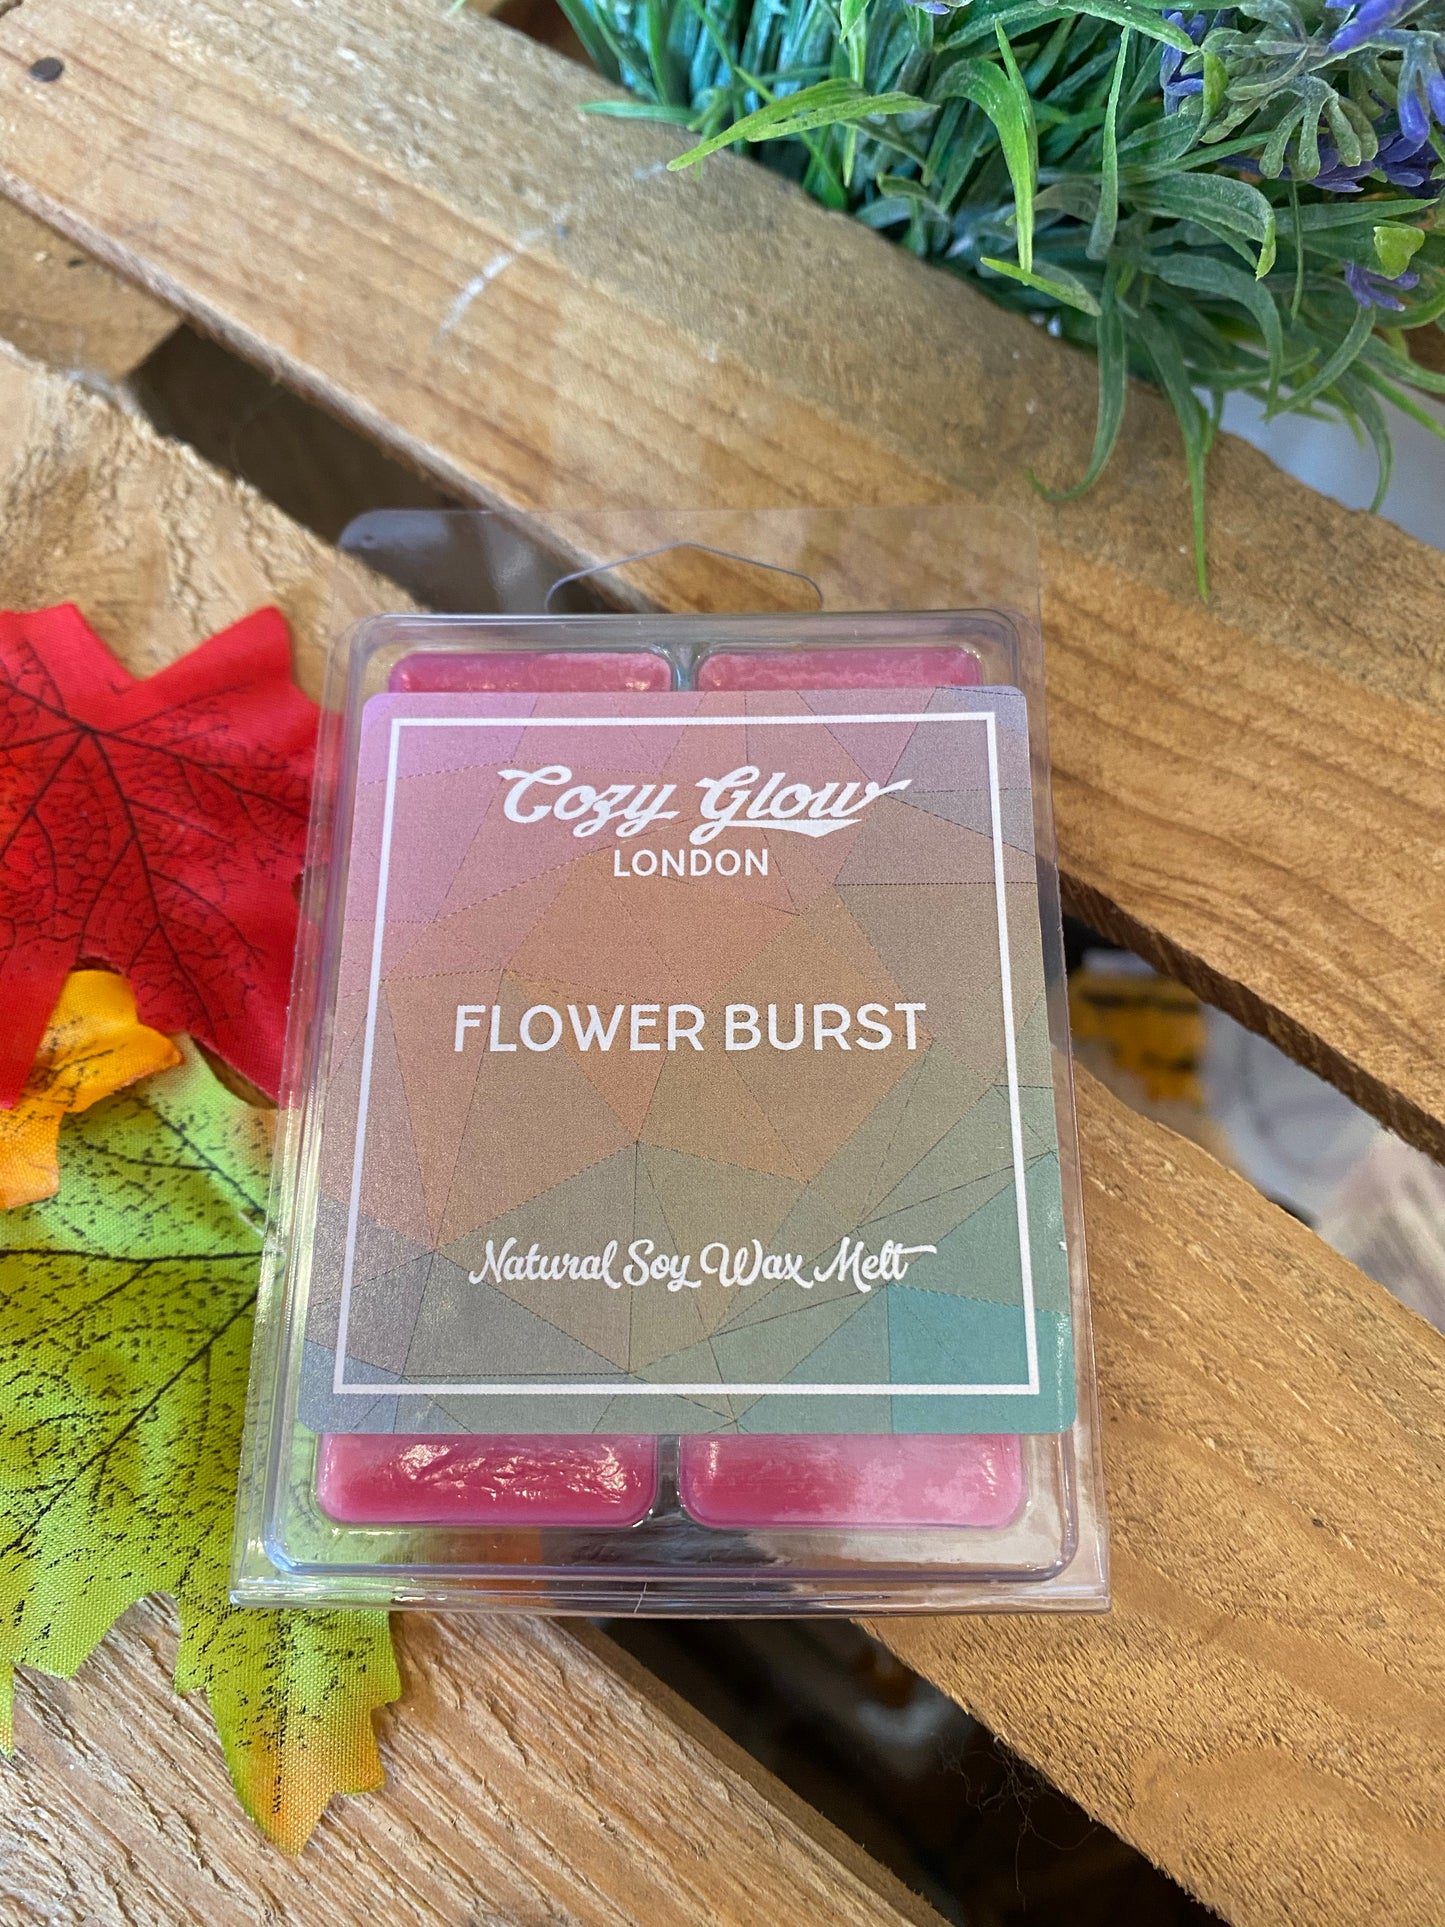 Cozy Glow
LONDON
FLOWER BURST
Natural Soy Wax Melt